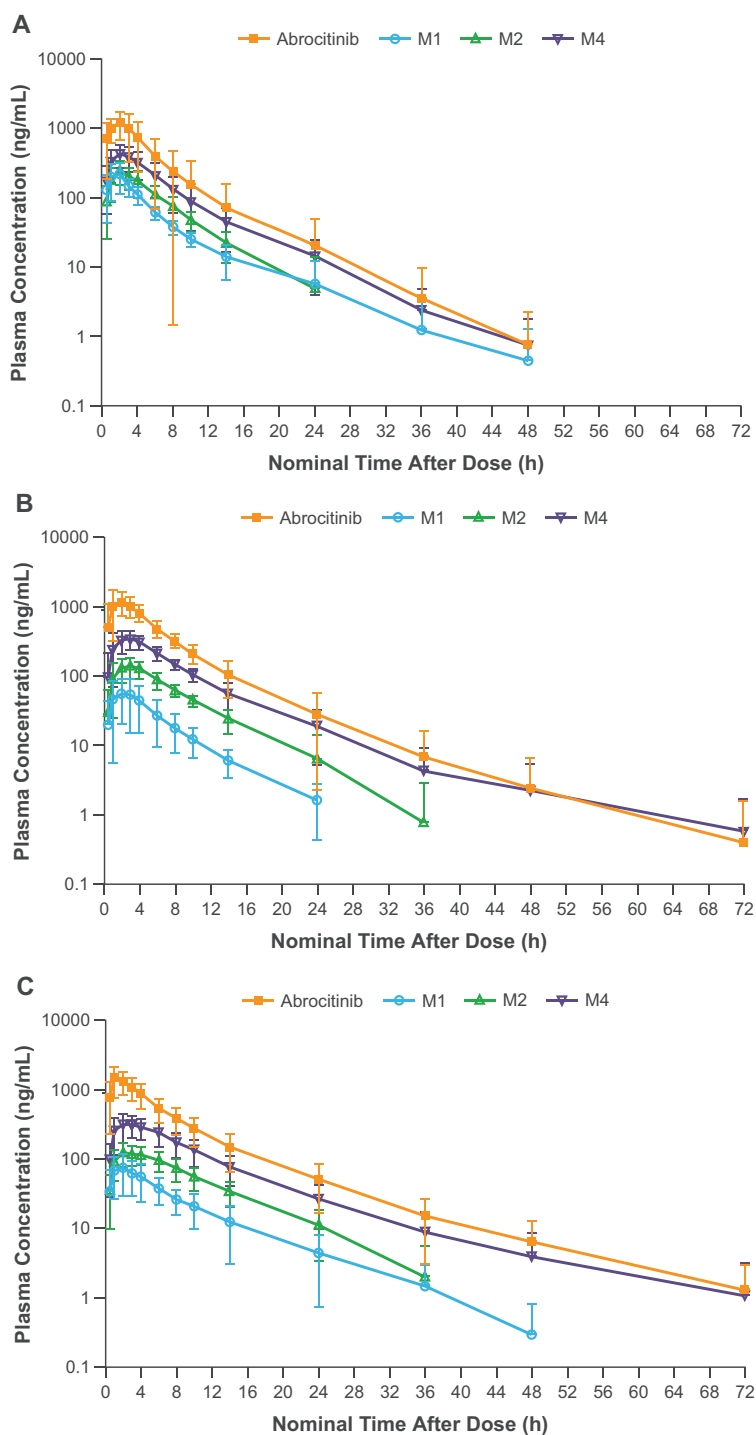 A
Abrocitinib M1 M2 M4
10000
1000
100
10
1
0.1
Plasma Concentration (ng/mL)
0 4 8 12 16 20 24 28 32 36 40 44 48 52 56 60 64 68 72
Nominal Time After Dose (h)
B
Abrocitinib M1 M2 M4
10000
1000
100
10
1
0.1
Plasma Concentration (ng/mL)
0 4 8 12 16 20 24 28 32 36 40 44 48 52 56 60 64 68 72
Nominal Time After Dose (h)
C
Abrocitinib M1 M2 M4
10000
1000
100
10
1
0.1
Plasma Concentration (ng/mL)
0 4 8 12 16 20 24 28 32 36 40 44 48 52 56 60 64 68 72
Nominal Time After Dose (h)